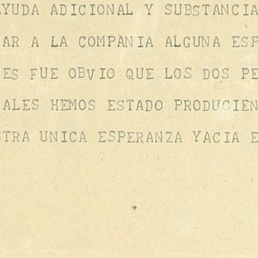 AYUDA ADICIONAL Y SUBSTANCIA
AR A LA COMPANIA ALGUNA ESP
ES FUE OBVIO QUE LOS DOS PE
ALES HEMOS ESTADO PRODUCIEN
STRA UNICA ESPERANZA YACIA E